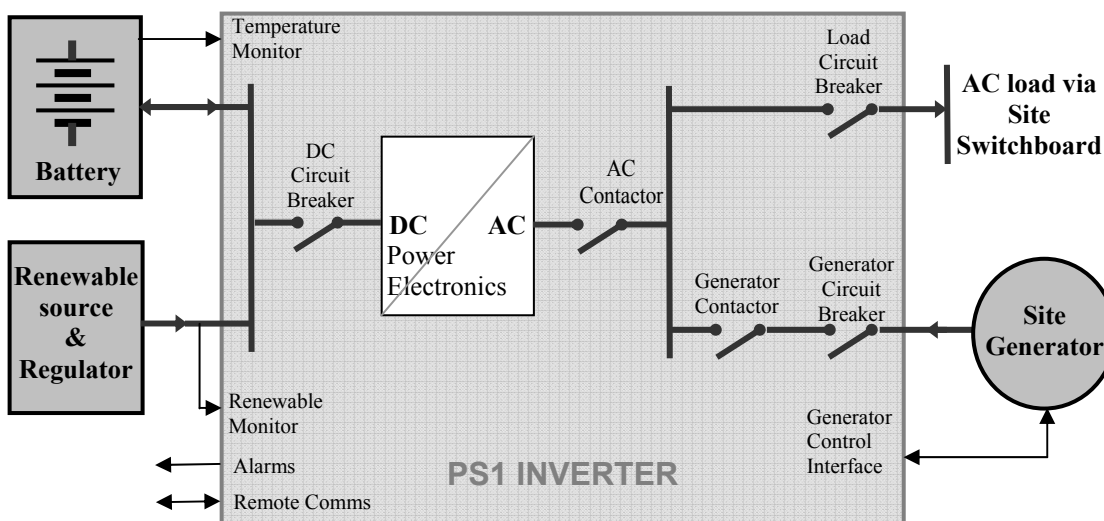 Temperature
Monitor
Battery
Renewable
source
&
Regulator
DC
Circuit
Breaker
DC
AC
Power
Electronics
AC
Contactor
Load
Circuit
Breaker
AC load via
Site
Switchboard
Generator
Contactor
Generator
Circuit
Breaker
Site
Generator
Renewable
Monitor
Alarms
Remote Comms
PS1 INVERTER
Generator
Control
Interface